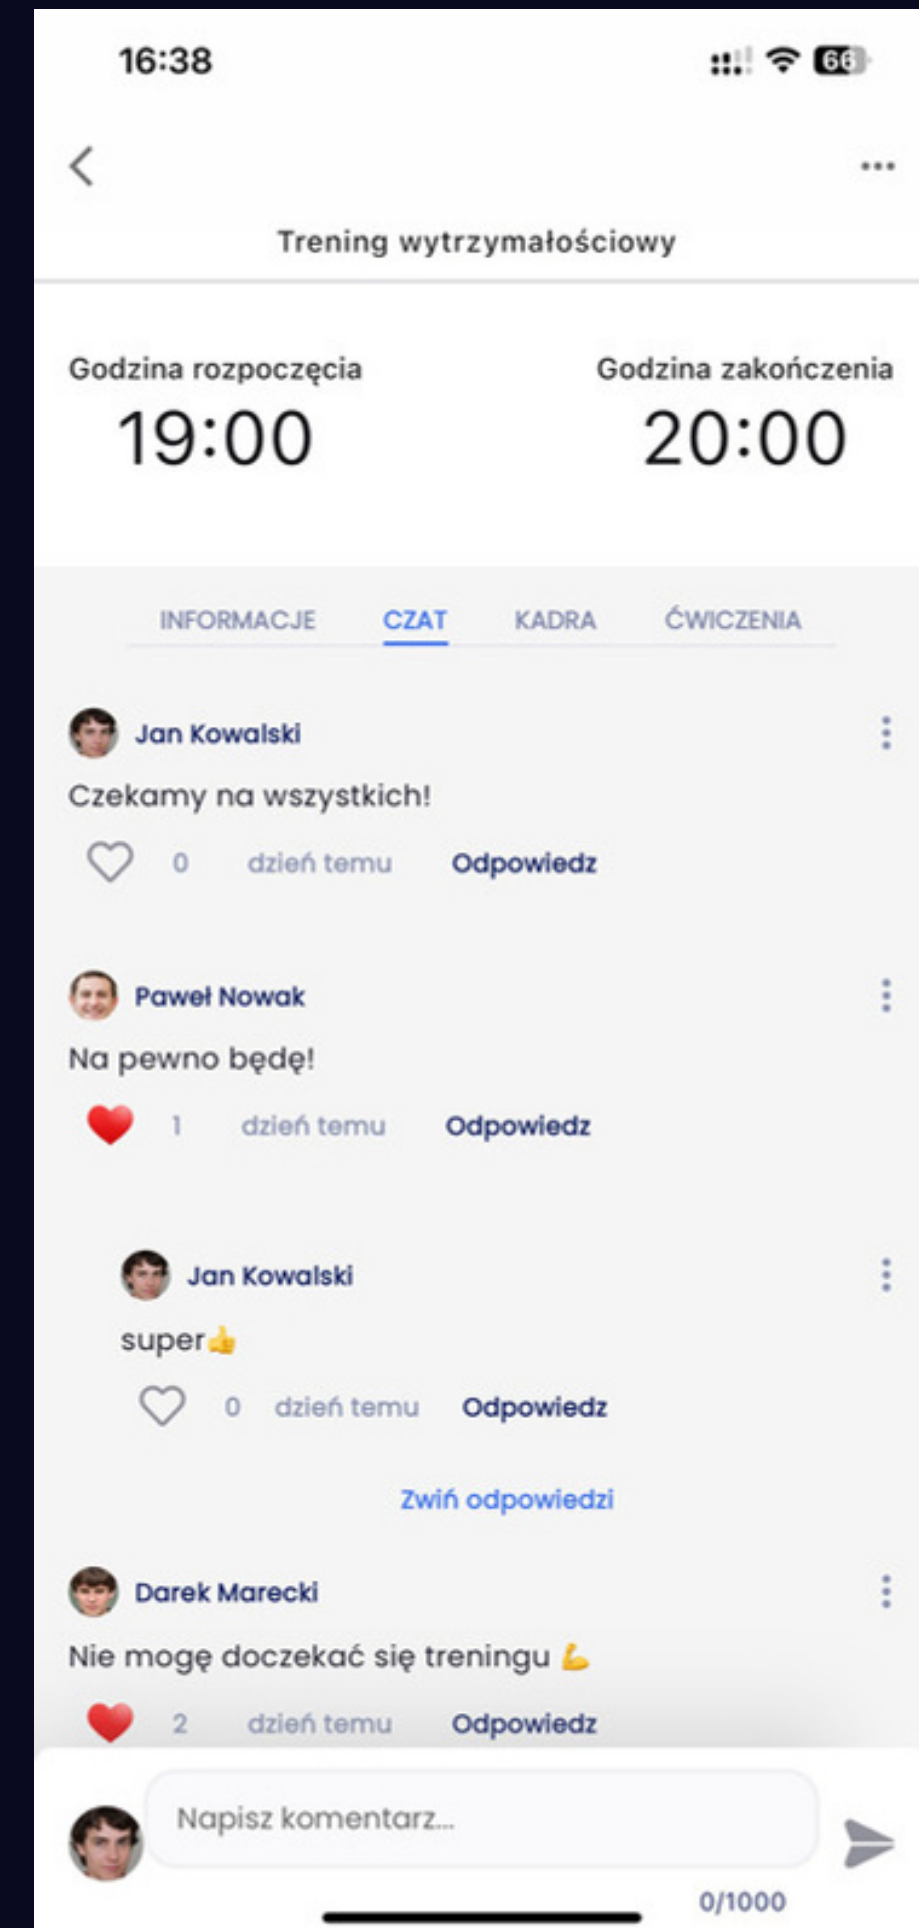 16:38 66
Trening wytrzymałościowy
Godzina rozpoczęcia Godzina zakończenia
19:00 20:00
INFORMACJE CZAT KADRA ĆWICZENIA
Jan Kowalski
Czekamy na wszystkich!
0 dzień temu Odpowiedz
Paweł Nowak
Na pewno będę!
1 dzień temu Odpowiedz
Jan Kowalski
super👍
0 dzień temu Odpowiedz
Zwiń odpowiedzi
Darek Marecki
Nie mogę doczekać się treningu 💪
2 dzień temu Odpowiedz
Napisz komentarz...
0/1000